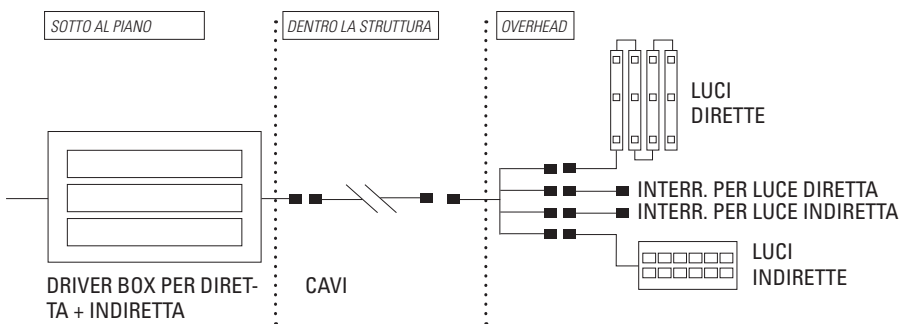 SOTTO AL PIANO
DENTRO LA STRUTTURA
OVERHEAD
LUCI
DIRETTE
INTERR. PER LUCE DIRETTA
INTERR. PER LUCE INDIRETTA
LUCI
INDIRETTE
DRIVER BOX PER DIRET-
TA + INDIRETTA
CAVI